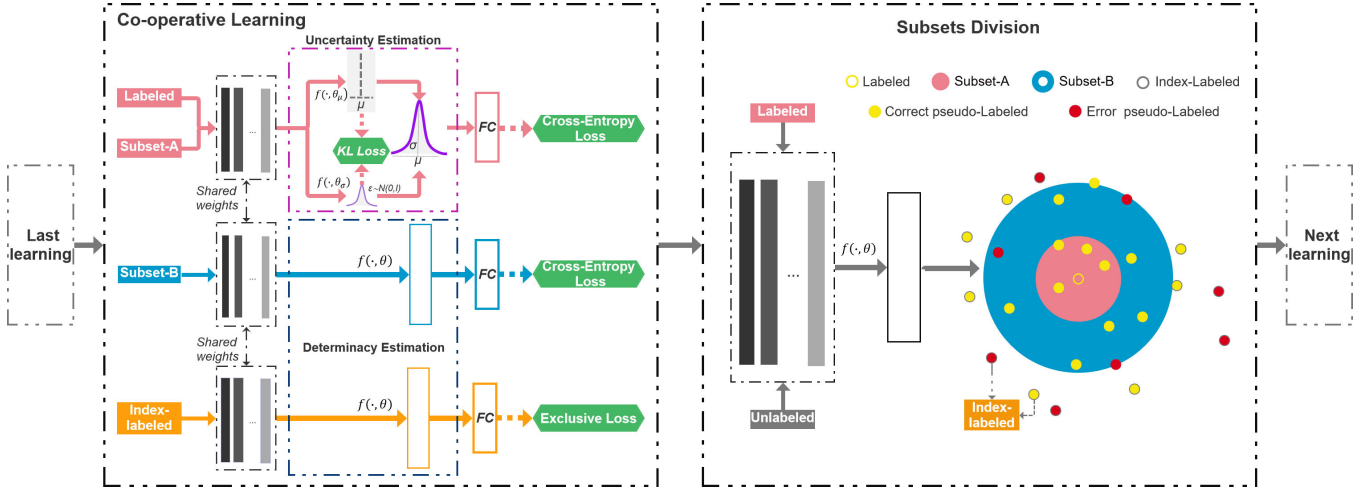 Co-operative Learning
Uncertainty Estimation
Labeled
Subset-A
...
f(·,θμ)
μ
KL Loss
σ
μ
f(·,θσ)
ε~N(0,I)
FC
Cross-Entropy
Loss
Shared
weights
Last
learning
Subset-B
...
f(·,θ)
FC
Cross-Entropy
Loss
Shared
weights
Determinacy Estimation
Index-
labeled
...
f(·,θ)
FC
Exclusive Loss
Subsets Division
Labeled
Subset-A
Subset-B
Index-Labeled
Correct pseudo-Labeled
Error pseudo-Labeled
Labeled
...
f(·,θ)
Unlabeled
Index-
labeled
Next
learning